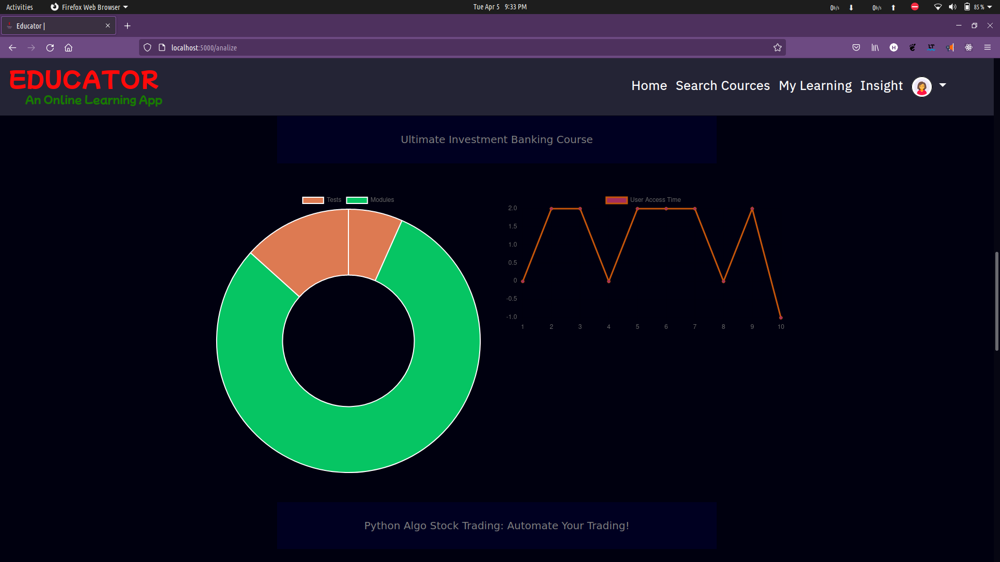 Activities Firefox Web Browser Tue Apr 5 9:33 PM 0b/s 0b/s 85 %
Educator |
localhost:5000/analize
H LT
EDUCATOR
An Online Learning App
Home Search Cources My Learning Insight
Ultimate Investment Banking Course
Tests Modules
User Access Time
2.0
1.5
1.0
0.5
0
-0.5
-1.0
1 2 3 4 5 6 7 8 9 10
Python Algo Stock Trading: Automate Your Trading!